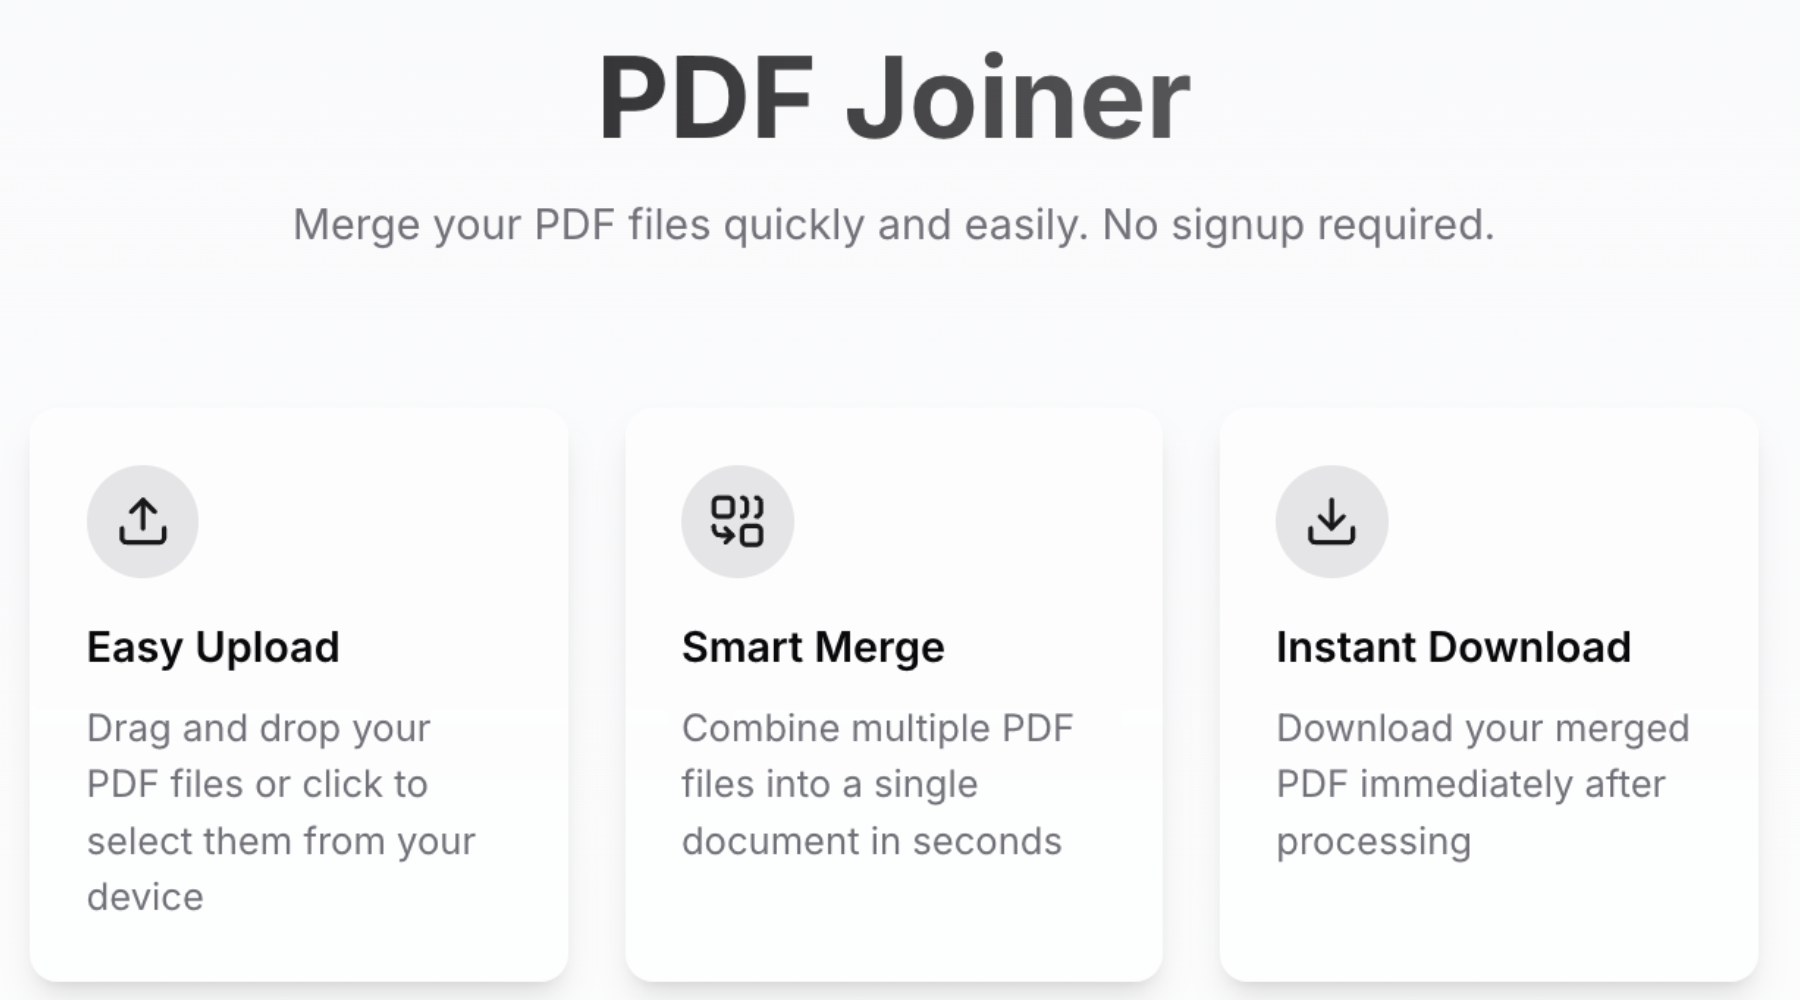 PDF Joiner
Merge your PDF files quickly and easily. No signup required.
Easy Upload
Drag and drop your
PDF files or click to
select them from your
device
Smart Merge
Combine multiple PDF
files into a single
document in seconds
Instant Download
Download your merged
PDF immediately after
processing